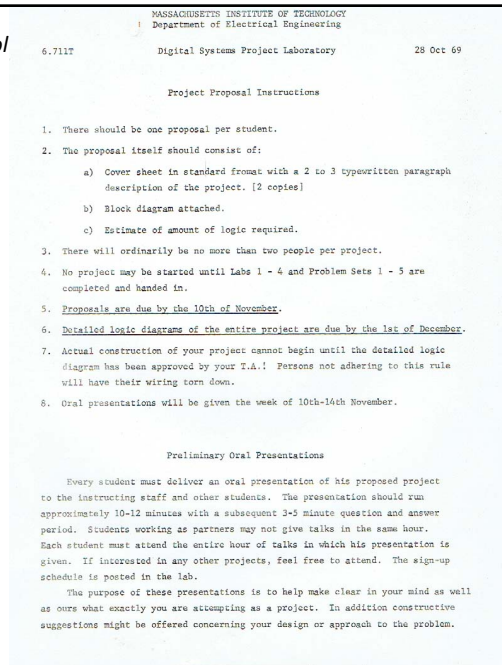 MASSACHUSETTS INSTITUTE OF TECHNOLOGY
Department of Electrical Engineering
6.711T Digital Systems Project Laboratory 28 Oct 69
Project Proposal Instructions
1. There should be one proposal per student.
2. The proposal itself should consist of:
a) Cover sheet in standard fromat with a 2 to 3 typewritten paragraph
description of the project. [2 copies]
b) Block diagram attached.
c) Estimate of amount of logic required.
3. There will ordinarily be no more than two people per project.
4. No project may be started until Labs 1 - 4 and Problem Sets 1 - 5 are
completed and handed in.
5. Proposals are due by the 10th of November.
6. Detailed logic diagrams of the entire project are due by the 1st of December.
7. Actual construction of your project cannot begin until the detailed logic
diagram has been approved by your T.A.! Persons not adhering to this rule
will have their wiring torn down.
8. Oral presentations will be given the week of 10th-14th November.
Preliminary Oral Presentations
Every student must deliver an oral presentation of his proposed project
to the instructing staff and other students. The presentation should run
approximately 10-12 minutes with a subsequent 3-5 minute question and answer
period. Students working as partners may not give talks in the same hour.
Each student must attend the entire hour of talks in which his presentation is
given. If interested in any other projects, feel free to attend. The sign-up
schedule is posted in the lab.
The purpose of these presentations is to help make clear in your mind as well
as ours what exactly you are attempting as a project. In addition constructive
suggestions might be offered concerning your design or approach to the problem.